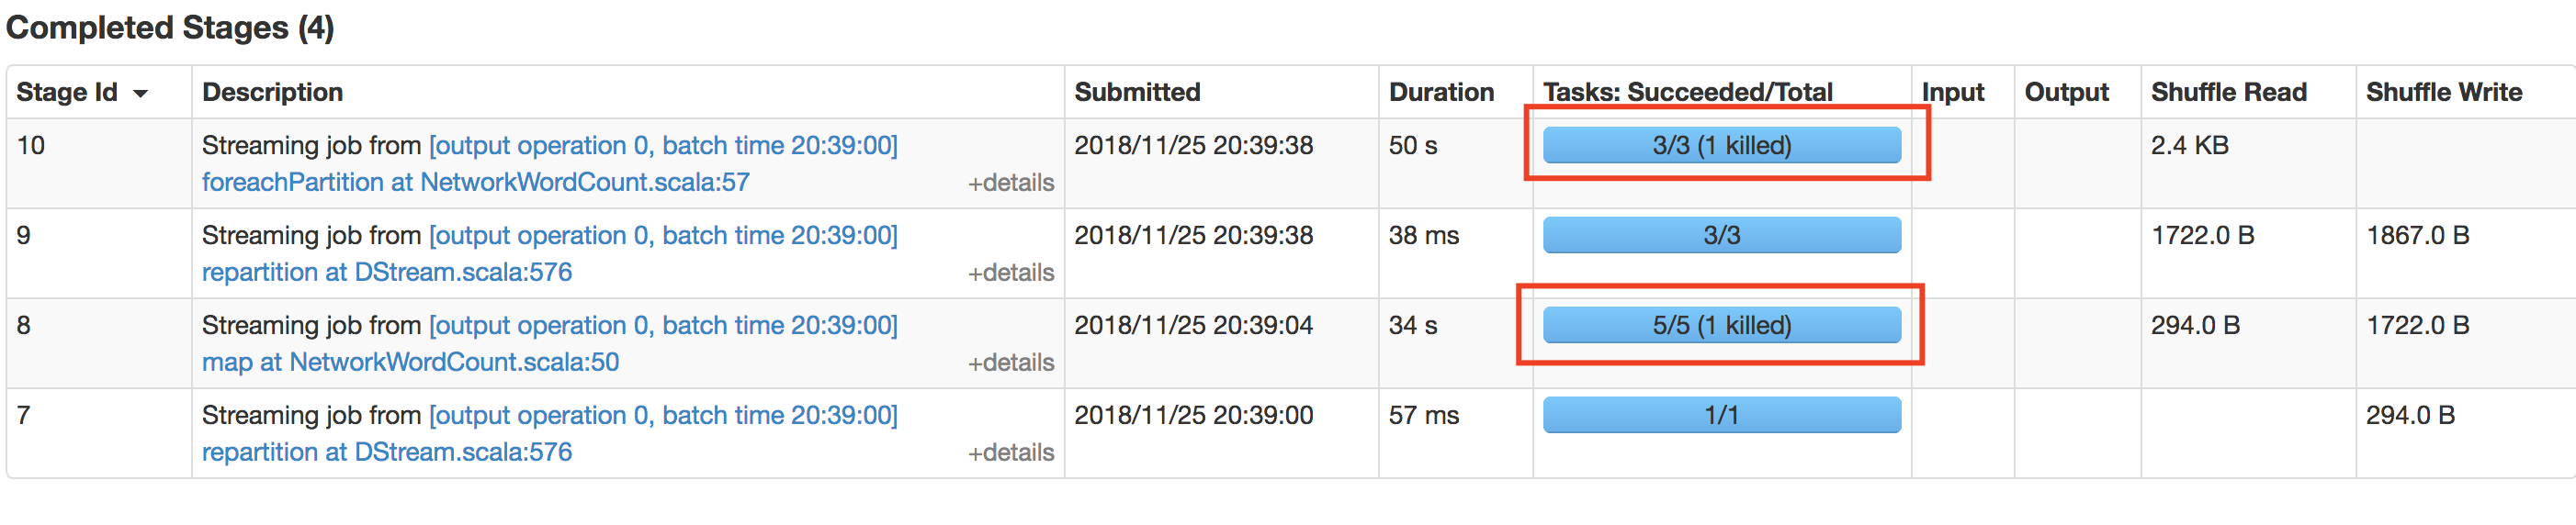 Completed Stages (4)
Stage Id Description Submitted Duration Tasks: Succeeded/Total Input Output Shuffle Read Shuffle Write
10 Streaming job from [output operation 0, batch time 20:39:00] 2018/11/25 20:39:38 50 s 3/3 (1 killed) 2.4 KB
foreachPartition at NetworkWordCount.scala:57 +details
9 Streaming job from [output operation 0, batch time 20:39:00] 2018/11/25 20:39:38 38 ms 3/3 1722.0 B 1867.0 B
repartition at DStream.scala:576 +details
8 Streaming job from [output operation 0, batch time 20:39:00] 2018/11/25 20:39:04 34 s 5/5 (1 killed) 294.0 B 1722.0 B
map at NetworkWordCount.scala:50 +details
7 Streaming job from [output operation 0, batch time 20:39:00] 2018/11/25 20:39:00 57 ms 1/1 294.0 B
repartition at DStream.scala:576 +details